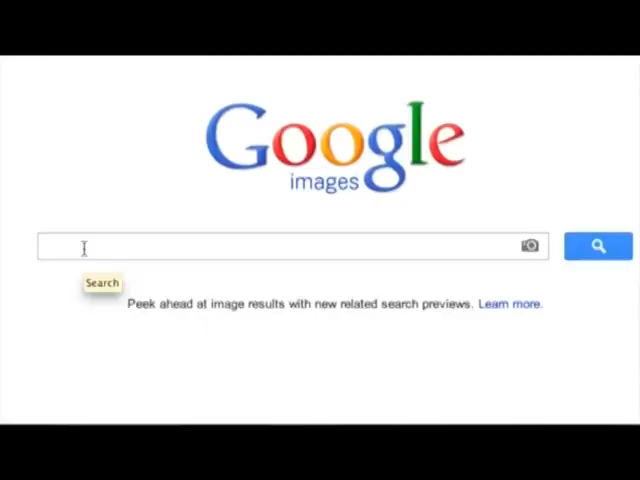 Google
images
Search
Peek ahead at image results with new related search previews. Learn more.